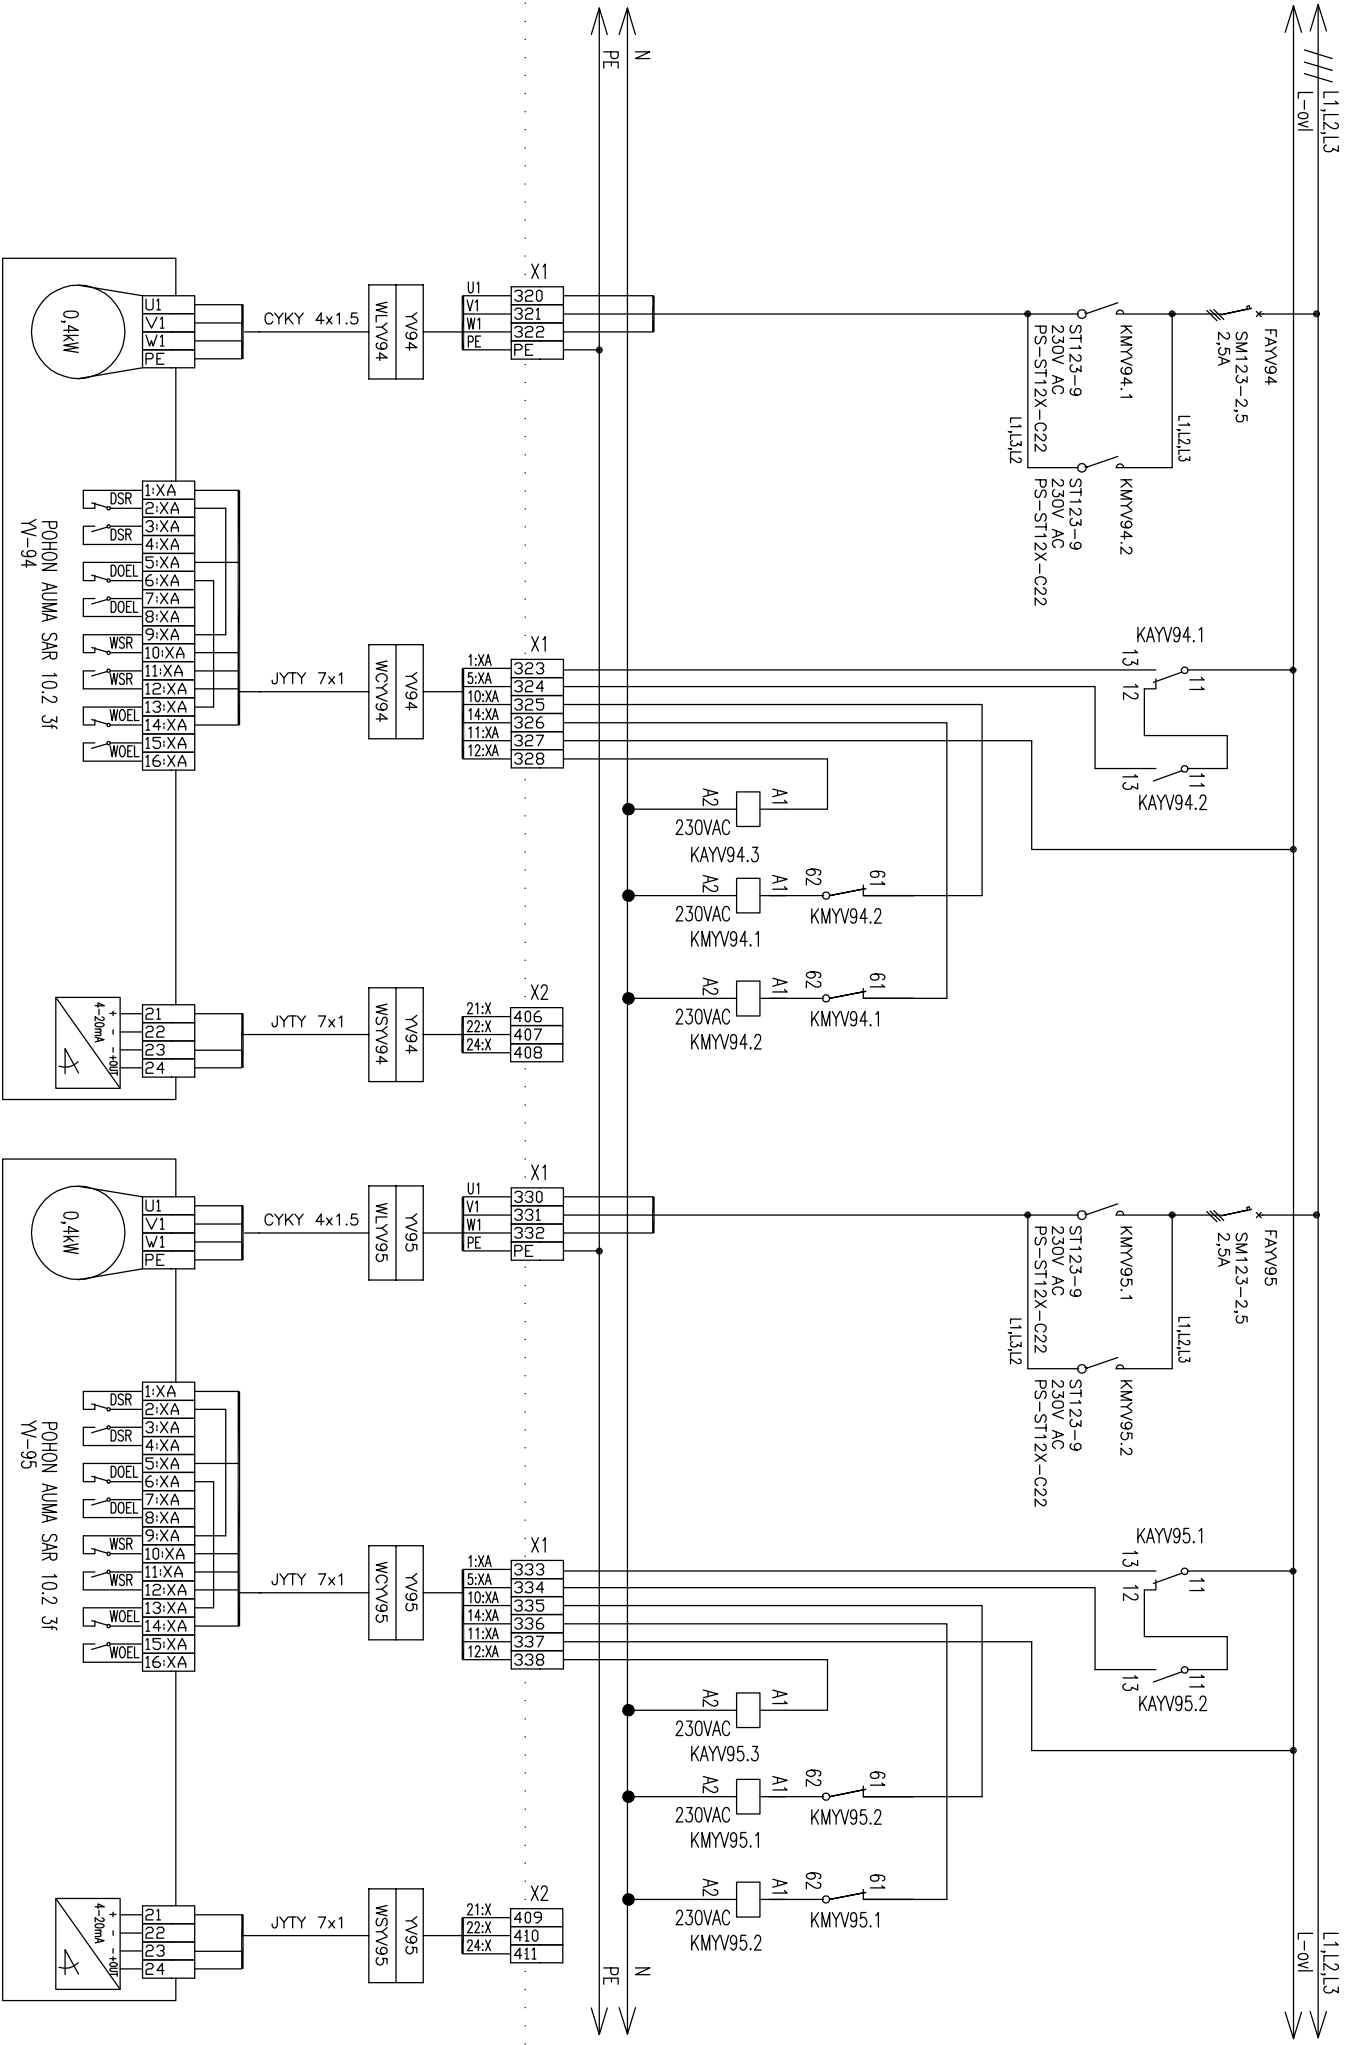 N
PE
L1,L2,L3
L-ovl
FAYV94
SM123-2,5
2,5A
KMYV94.1
ST123-9
230V AC
PS-ST12X-C22
L1,L2,L3
L1,L3,L2
KMYV94.2
ST123-9
230V AC
PS-ST12X-C22
X1
U1
V1
W1
PE
320
321
322
PE
YV94
WLYV94
CYKY 4x1.5
U1
V1
W1
PE
0,4kW
KAYV94.1
13
12
11
11
13
KAYV94.2
X1
1:XA
5:XA
10:XA
14:XA
11:XA
12:XA
323
324
325
326
327
328
YV94
WCYV94
JYTY 7x1
1:XA
2:XA
3:XA
4:XA
5:XA
6:XA
7:XA
8:XA
9:XA
10:XA
11:XA
12:XA
13:XA
14:XA
15:XA
16:XA
DSR
DSR
DOEL
DOEL
WSR
WSR
WOEL
WOEL
POHON AUMA SAR 10.2 3f
YV-94
A2
A1
230VAC
KAYV94.3
A2
A1
62
61
230VAC
KMYV94.2
KMYV94.1
A2
A1
62
61
230VAC
KMYV94.1
KMYV94.2
X2
21:X
22:X
24:X
406
407
408
YV94
WSYV94
JYTY 7x1
21
22
23
24
+
-
-
+OUT
4-20mA
FAYV95
SM123-2,5
2,5A
KMYV95.1
ST123-9
230V AC
PS-ST12X-C22
L1,L2,L3
L1,L3,L2
KMYV95.2
ST123-9
230V AC
PS-ST12X-C22
X1
U1
V1
W1
PE
330
331
332
PE
YV95
WLYV95
CYKY 4x1.5
U1
V1
W1
PE
0,4kW
KAYV95.1
13
12
11
11
13
KAYV95.2
X1
1:XA
5:XA
10:XA
14:XA
11:XA
12:XA
333
334
335
336
337
338
YV95
WCYV95
JYTY 7x1
1:XA
2:XA
3:XA
4:XA
5:XA
6:XA
7:XA
8:XA
9:XA
10:XA
11:XA
12:XA
13:XA
14:XA
15:XA
16:XA
DSR
DSR
DOEL
DOEL
WSR
WSR
WOEL
WOEL
POHON AUMA SAR 10.2 3f
YV-95
A2
A1
230VAC
KAYV95.3
A2
A1
62
61
230VAC
KMYV95.2
KMYV95.1
A2
A1
62
61
230VAC
KMYV95.1
KMYV95.2
X2
21:X
22:X
24:X
409
410
411
YV95
WSYV95
JYTY 7x1
21
22
23
24
+
-
-
+OUT
4-20mA
N
PE
L1,L2,L3
L-ovl